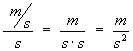 m/s / s = m / s · s = m / s²